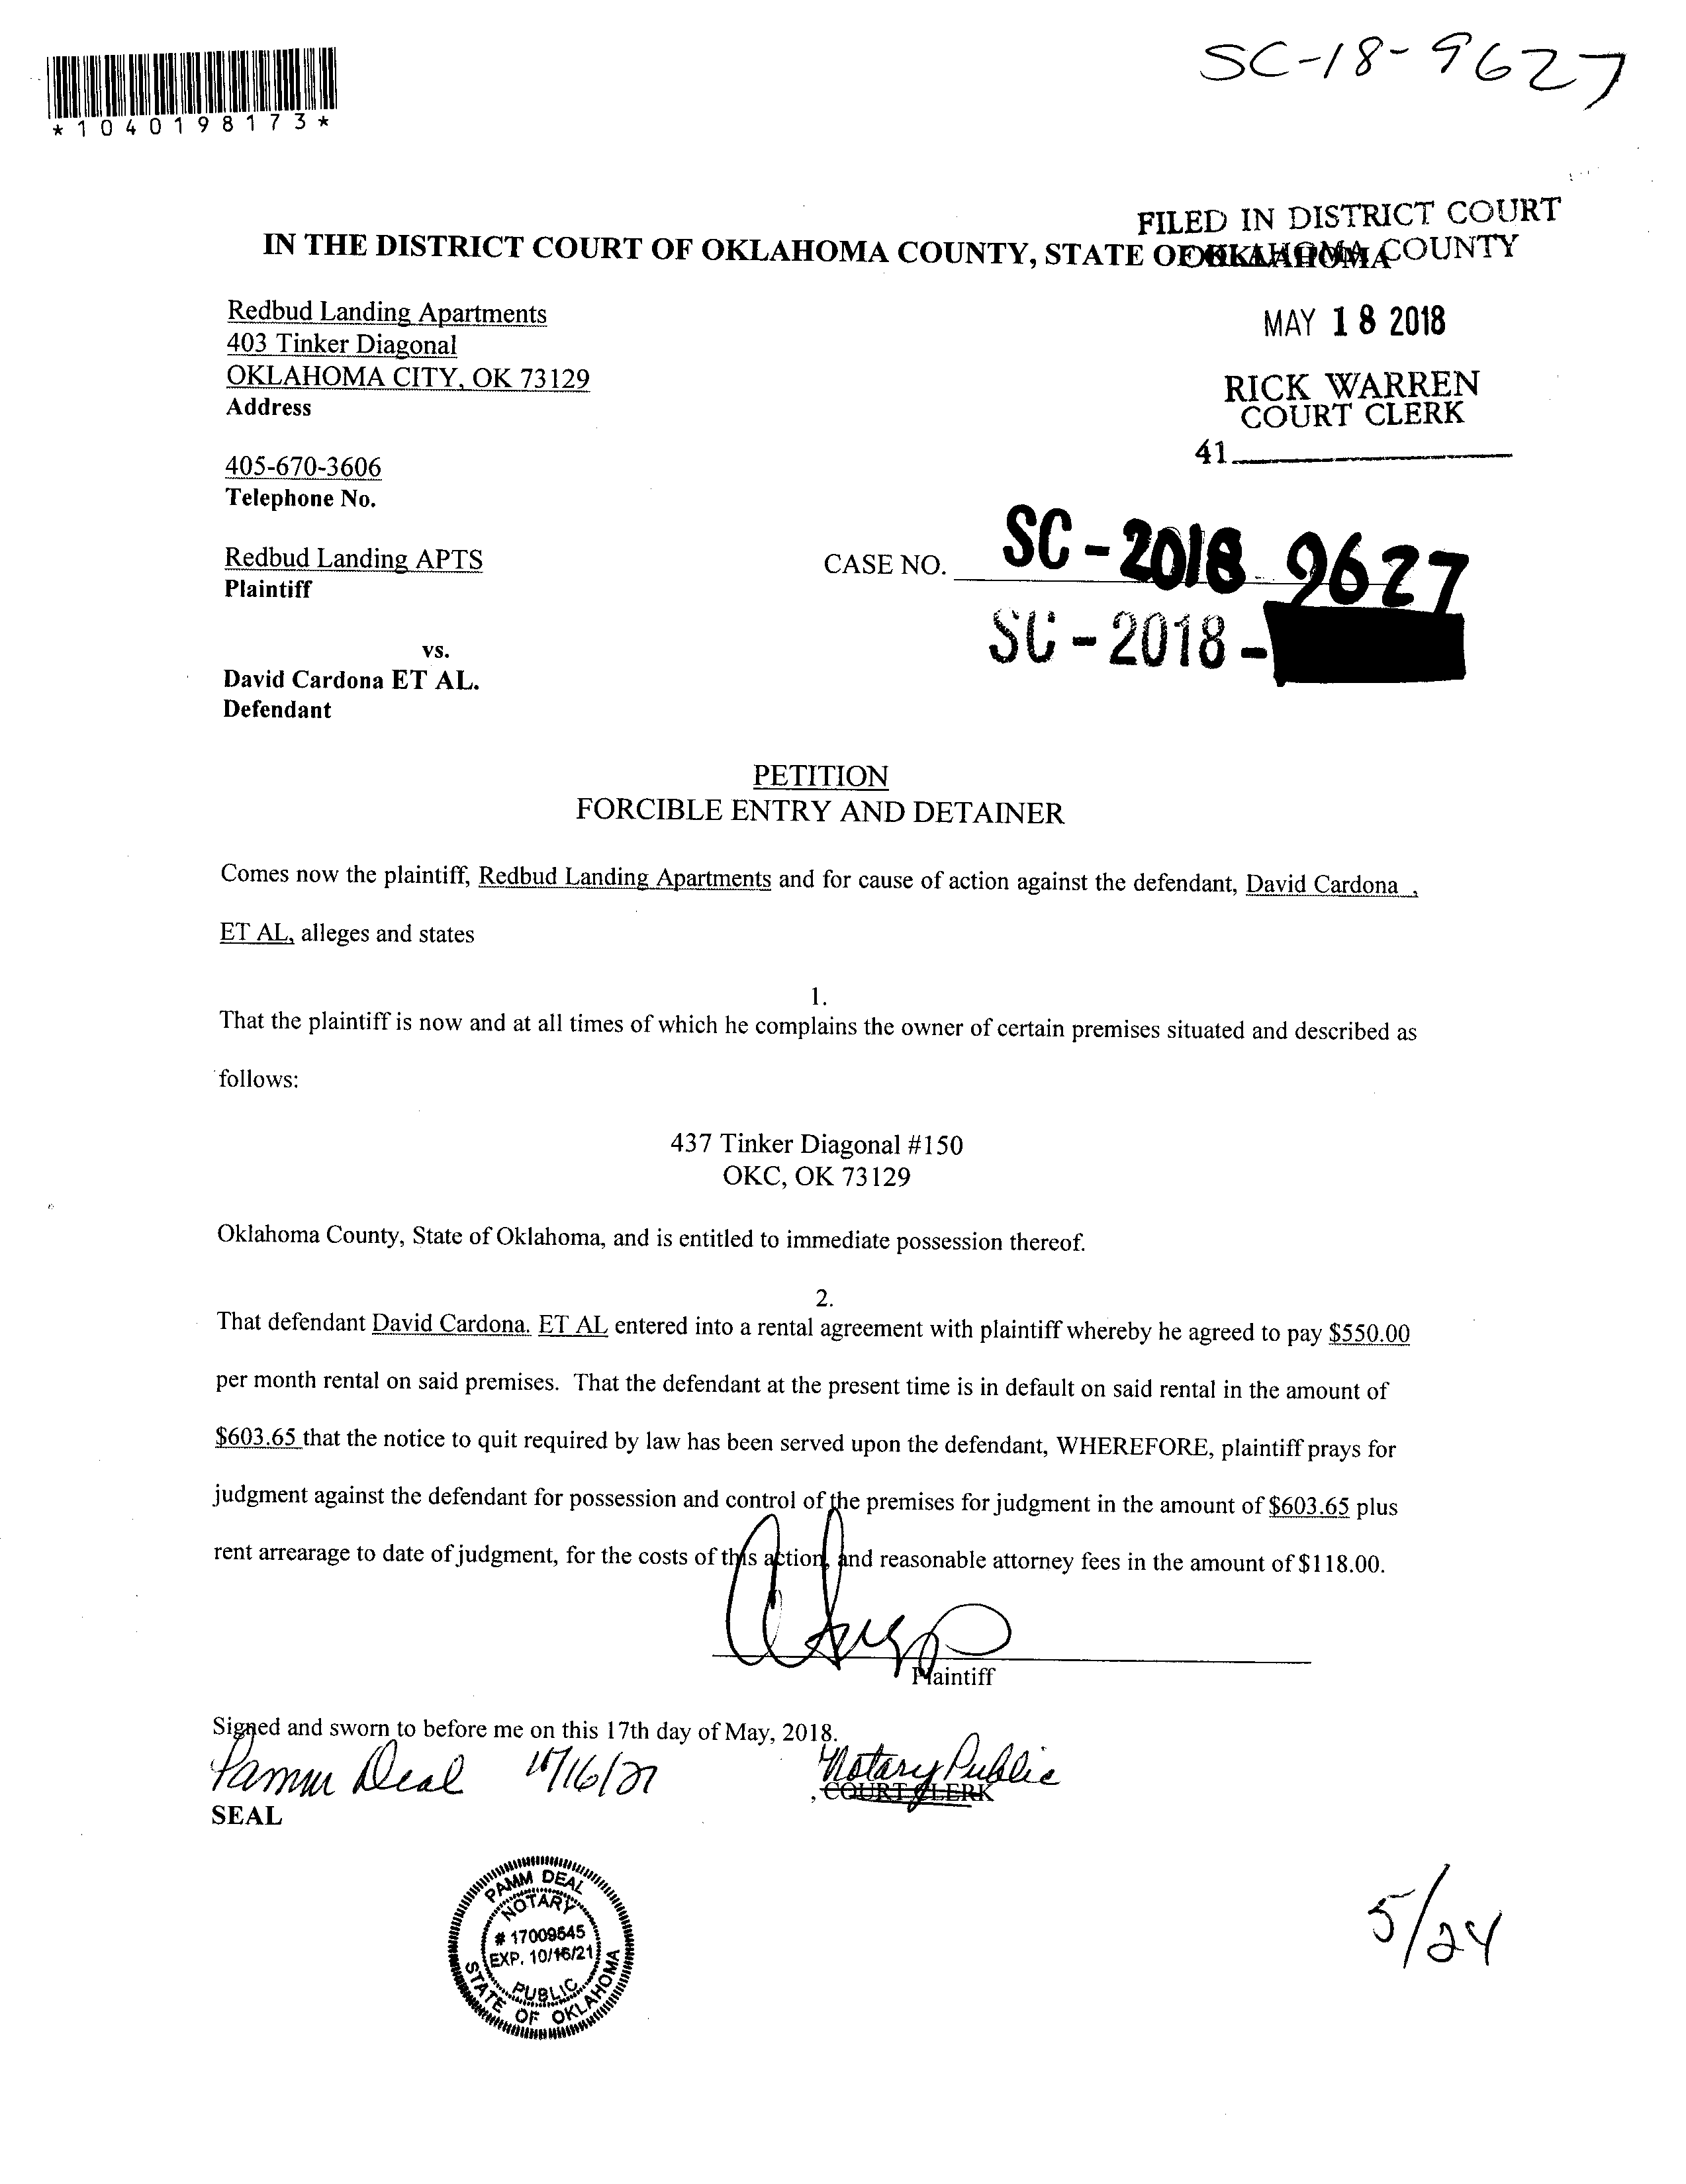 SC-18-9627
*1040198173*
FILED IN DISTRICT COURT
OKLAHOMA COUNTY
IN THE DISTRICT COURT OF OKLAHOMA COUNTY, STATE OF OKLAHOMA
Redbud Landing Apartments
403 Tinker Diagonal
OKLAHOMA CITY, OK 73129
Address
MAY 18 2018
RICK WARREN
COURT CLERK
41
405-670-3606
Telephone No.
Redbud Landing APTS
Plaintiff
CASE NO. SC-2018 9627
SC-2018-
vs.
David Cardona ET AL.
Defendant
PETITION
FORCIBLE ENTRY AND DETAINER
Comes now the plaintiff, Redbud Landing Apartments and for cause of action against the defendant, David Cardona ,
ET AL, alleges and states
1.
That the plaintiff is now and at all times of which he complains the owner of certain premises situated and described as
follows:
437 Tinker Diagonal #150
OKC, OK 73129
Oklahoma County, State of Oklahoma, and is entitled to immediate possession thereof.
2.
That defendant David Cardona. ET AL entered into a rental agreement with plaintiff whereby he agreed to pay $550.00
per month rental on said premises. That the defendant at the present time is in default on said rental in the amount of
$603.65 that the notice to quit required by law has been served upon the defendant, WHEREFORE, plaintiff prays for
judgment against the defendant for possession and control of the premises for judgment in the amount of $603.65 plus
rent arrearage to date of judgment, for the costs of this action, and reasonable attorney fees in the amount of $118.00.
Plaintiff
Signed and sworn to before me on this 17th day of May, 2018.
Pamm Deal 10/16/21 Notary Public
, COURT CLERK
SEAL
PAMM DEAL
NOTARY
# 17009545
EXP. 10/16/21
PUBLIC
STATE OF OKLAHOMA
5/24